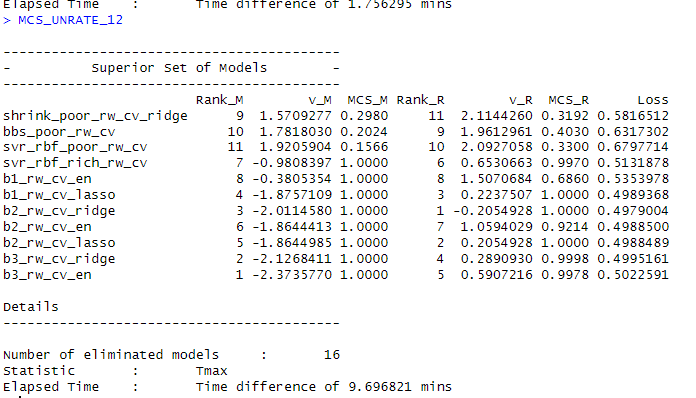 Elapsed Time    :       Time difference of 1.756295 mins
> MCS_UNRATE_12

------------------------------------------
-          Superior Set of Models        -
------------------------------------------
                        Rank_M        v_M  MCS_M Rank_R        v_R  MCS_R      Loss
shrink_poor_rw_cv_ridge      9  1.5709277 0.2980     11  2.1144260 0.3192 0.5816512
bbs_poor_rw_cv              10  1.7818030 0.2024      9  1.9612961 0.4030 0.6317302
svr_rbf_poor_rw_cv          11  1.9205904 0.1566     10  2.0927058 0.3300 0.6797714
svr_rbf_rich_rw_cv           7 -0.9808397 1.0000      6  0.6530663 0.9970 0.5131878
b1_rw_cv_en                  8 -0.3805354 1.0000      8  1.5070684 0.6860 0.5353978
b1_rw_cv_lasso               4 -1.8757109 1.0000      3  0.2237507 1.0000 0.4989368
b2_rw_cv_ridge               3 -2.0114580 1.0000      1 -0.2054928 1.0000 0.4979004
b2_rw_cv_en                  6 -1.8644413 1.0000      7  1.0594029 0.9214 0.4988500
b2_rw_cv_lasso               5 -1.8644985 1.0000      2  0.2054928 1.0000 0.4988489
b3_rw_cv_ridge               2 -2.1268411 1.0000      4  0.2890930 0.9998 0.4995161
b3_rw_cv_en                  1 -2.3735770 1.0000      5  0.5907216 0.9978 0.5022591

Details
------------------------------------------

Number of eliminated models     :       16
Statistic       :       Tmax
Elapsed Time    :       Time difference of 9.696821 mins